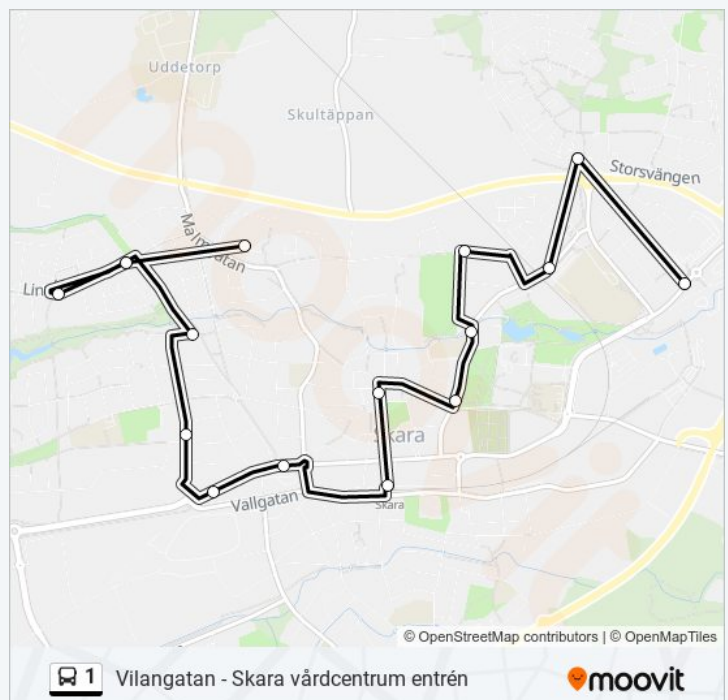 Uddetorp
Skultäppan
Storsvängen
Malmgatan
Lin
Skara
Vallgatan
Skara
© OpenStreetMap contributors | © OpenMapTiles
1 Vilangatan - Skara vårdcentrum entrén
moovit